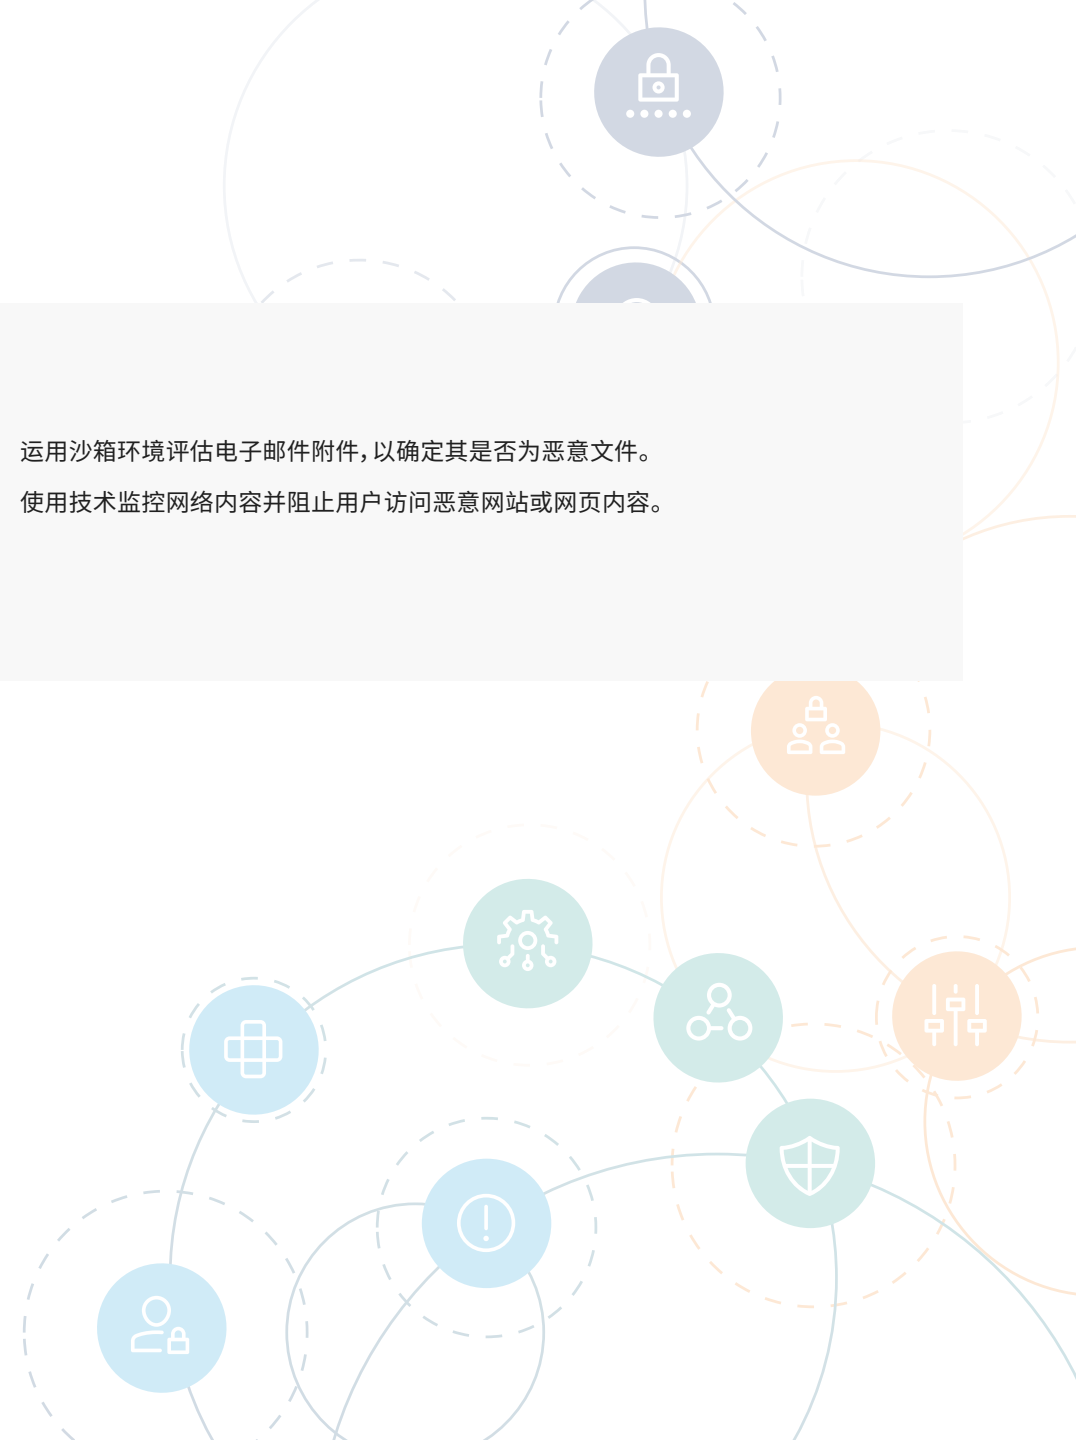 运用沙箱环境评估电子邮件附件，以确定其是否为恶意文件。
使用技术监控网络内容并阻止用户访问恶意网站或网页内容。